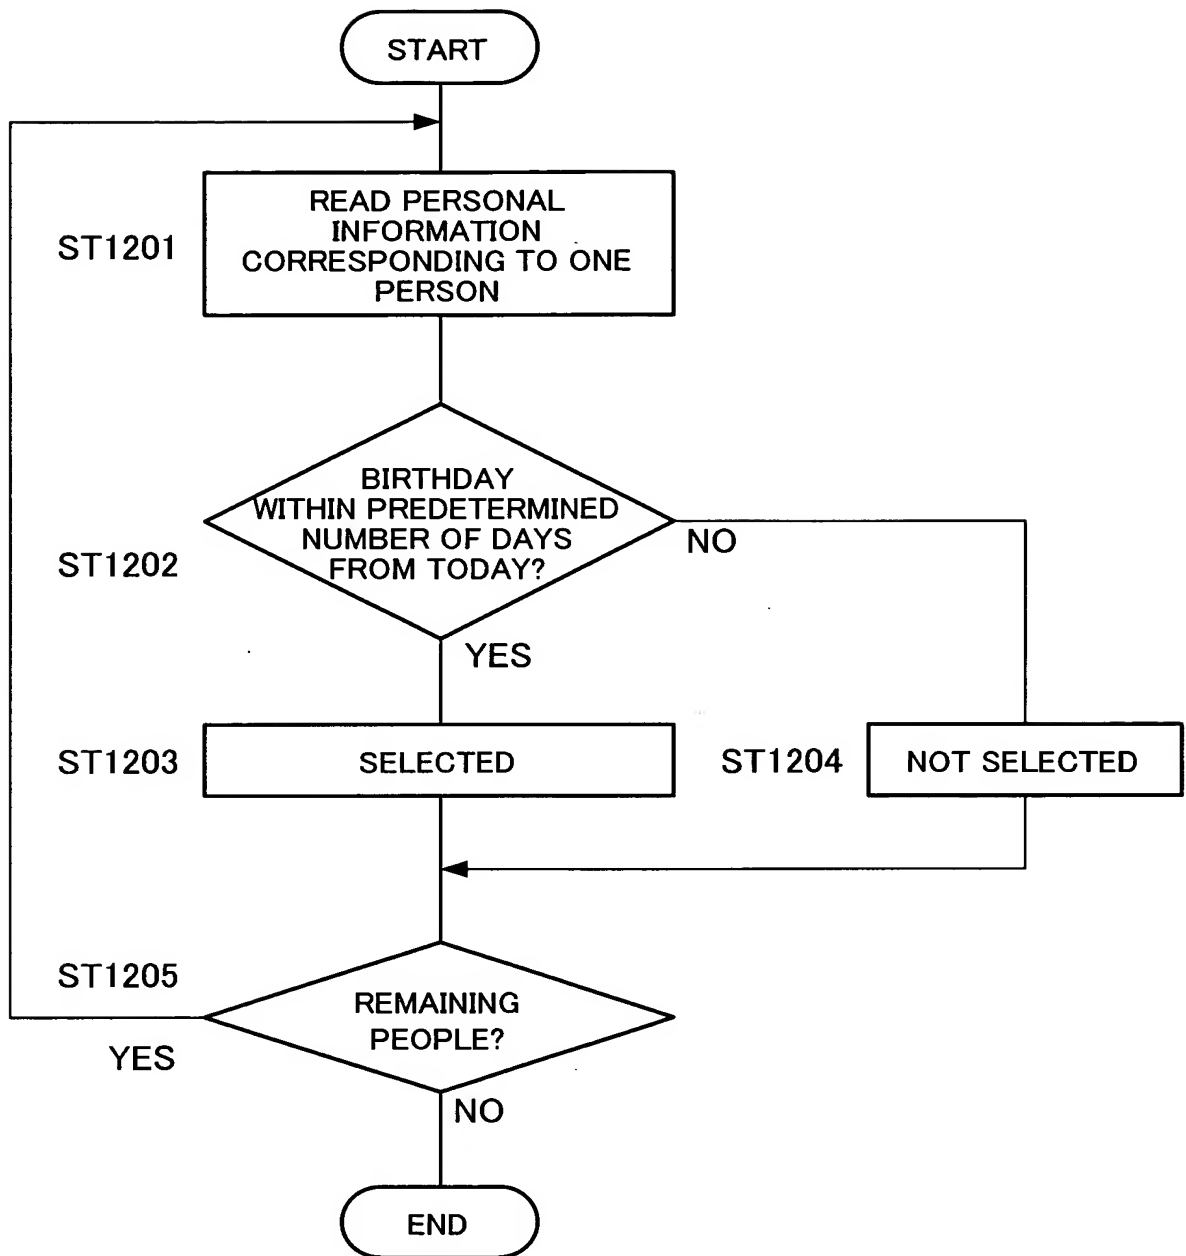 START
READ PERSONAL
INFORMATION
CORRESPONDING TO ONE
PERSON
ST1201
BIRTHDAY
WITHIN PREDETERMINED
NUMBER OF DAYS
FROM TODAY?
ST1202
NO
YES
ST1203
SELECTED
ST1204
NOT SELECTED
ST1205
REMAINING
PEOPLE?
YES
NO
END